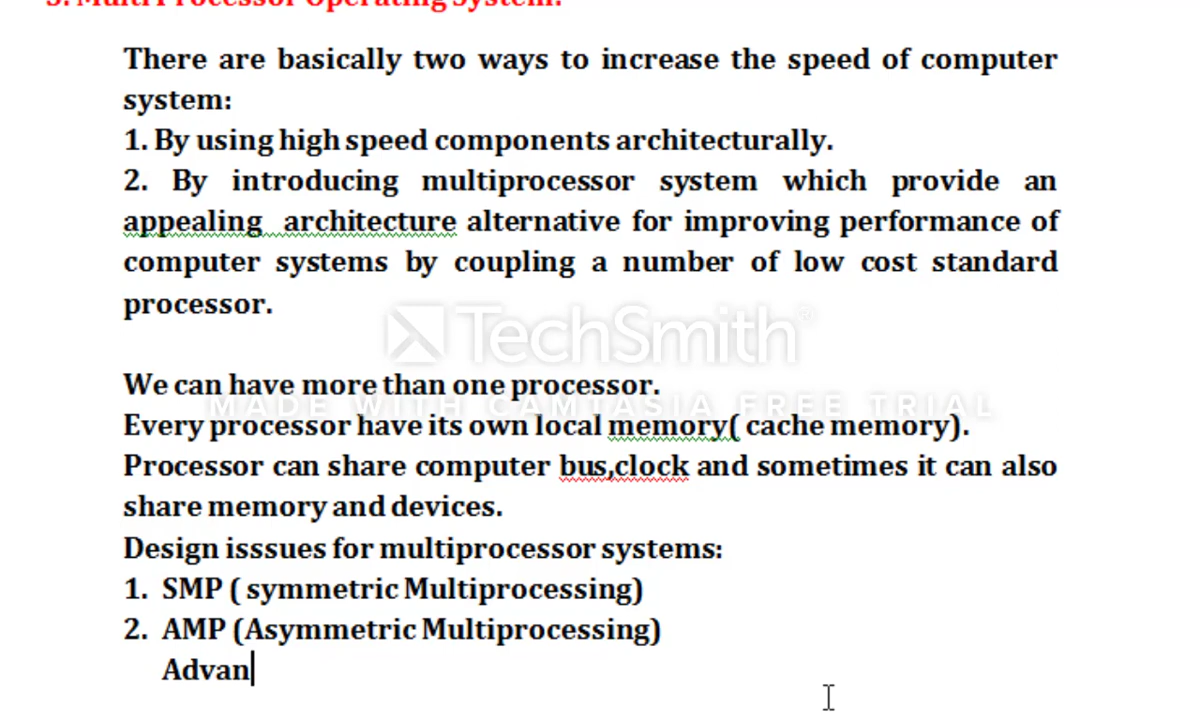 3. Multi Processor Operating System:
There are basically two ways to increase the speed of computer
system:
1. By using high speed components architecturally.
2. By introducing multiprocessor system which provide an
appealing architecture alternative for improving performance of
computer systems by coupling a number of low cost standard
processor.
TechSmith®
We can have more than one processor.
MADE WITH CAMTASIA FREE TRIAL
Every processor have its own local memory( cache memory).
Processor can share computer bus,clock and sometimes it can also
share memory and devices.
Design isssues for multiprocessor systems:
1. SMP ( symmetric Multiprocessing)
2. AMP (Asymmetric Multiprocessing)
Advan